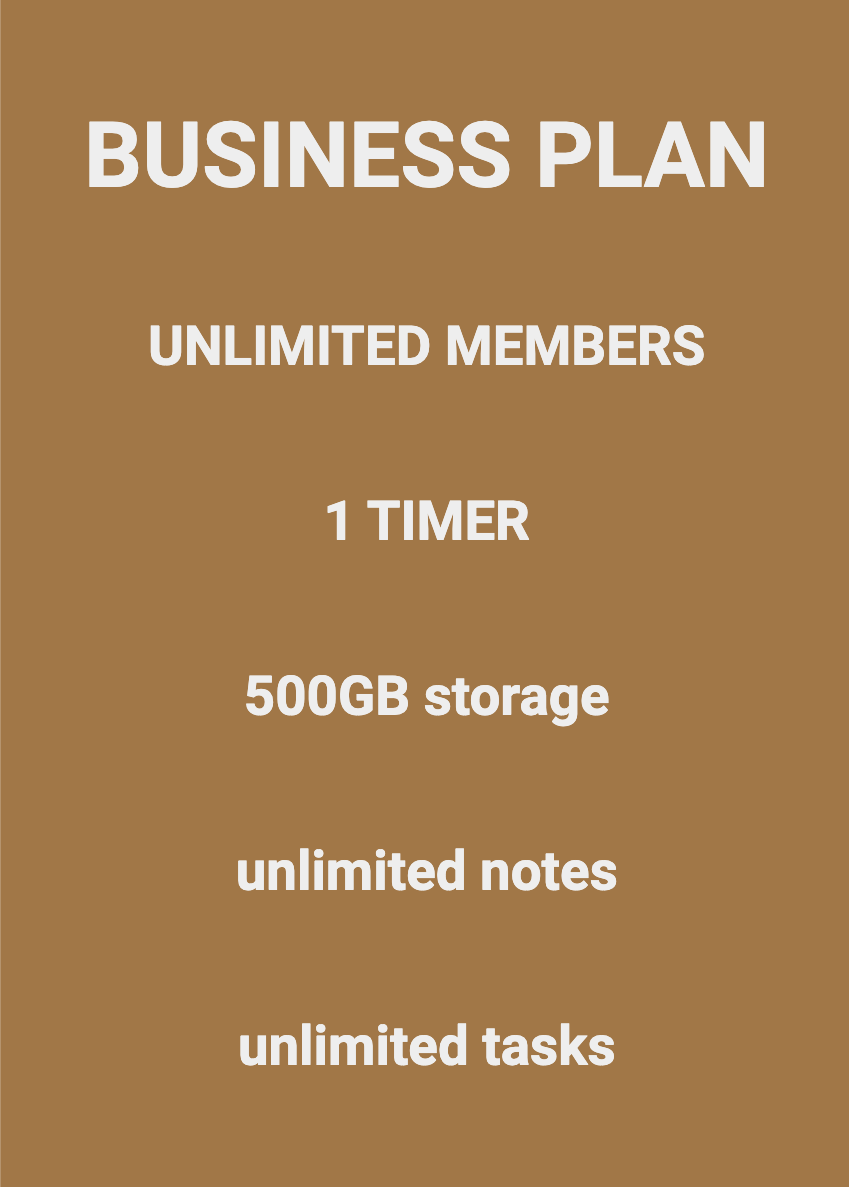 BUSINESS PLAN
UNLIMITED MEMBERS
1 TIMER
500GB storage
unlimited notes
unlimited tasks